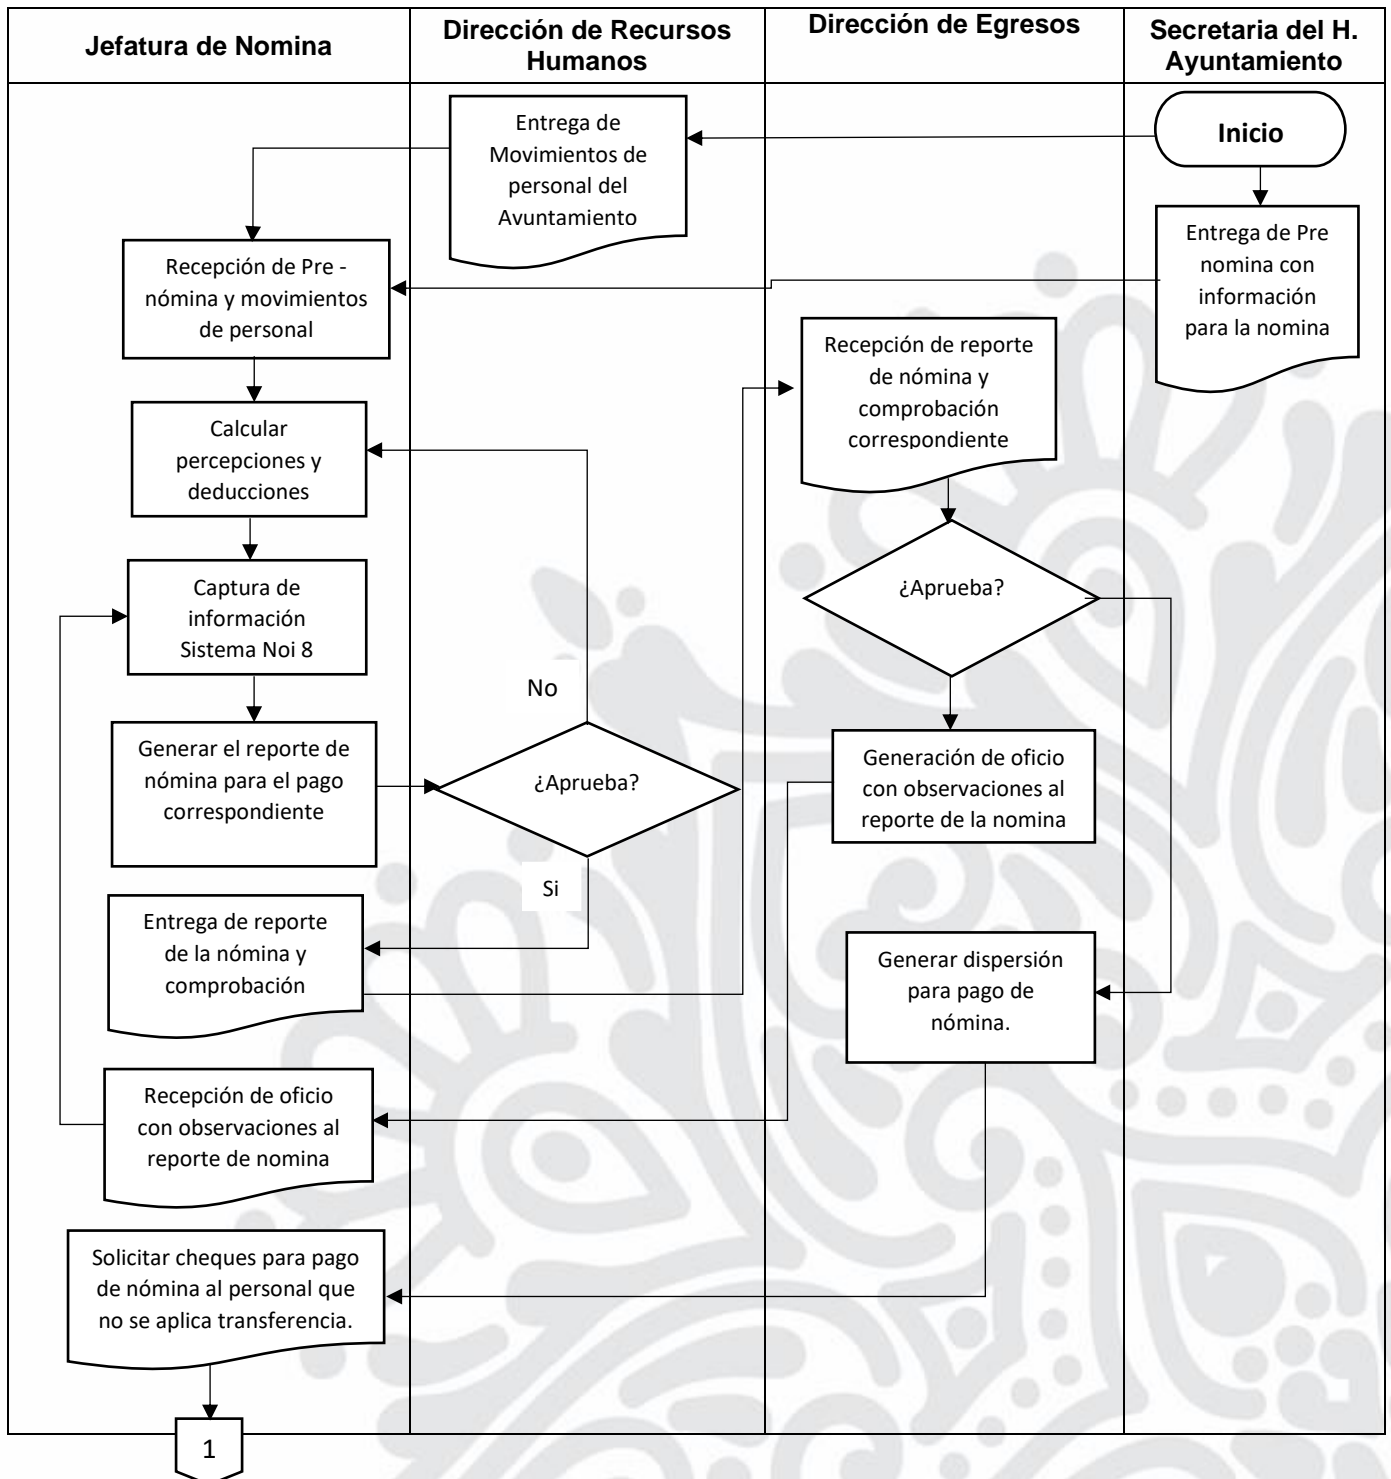 Jefatura de Nomina
Dirección de Recursos
Humanos
Dirección de Egresos
Secretaria del H.
Ayuntamiento
Inicio
Entrega de
Movimientos de
personal del
Ayuntamiento
Entrega de Pre
nomina con
información
para la nomina
Recepción de Pre -
nómina y movimientos
de personal
Recepción de reporte
de nómina y
comprobación
correspondiente
Calcular
percepciones y
deducciones
¿Aprueba?
Captura de
información
Sistema Noi 8
No
Generar el reporte de
nómina para el pago
correspondiente
¿Aprueba?
Generación de oficio
con observaciones al
reporte de la nomina
Si
Entrega de reporte
de la nómina y
comprobación
Generar dispersión
para pago de
nómina.
Recepción de oficio
con observaciones al
reporte de nomina
Solicitar cheques para pago
de nómina al personal que
no se aplica transferencia.
1